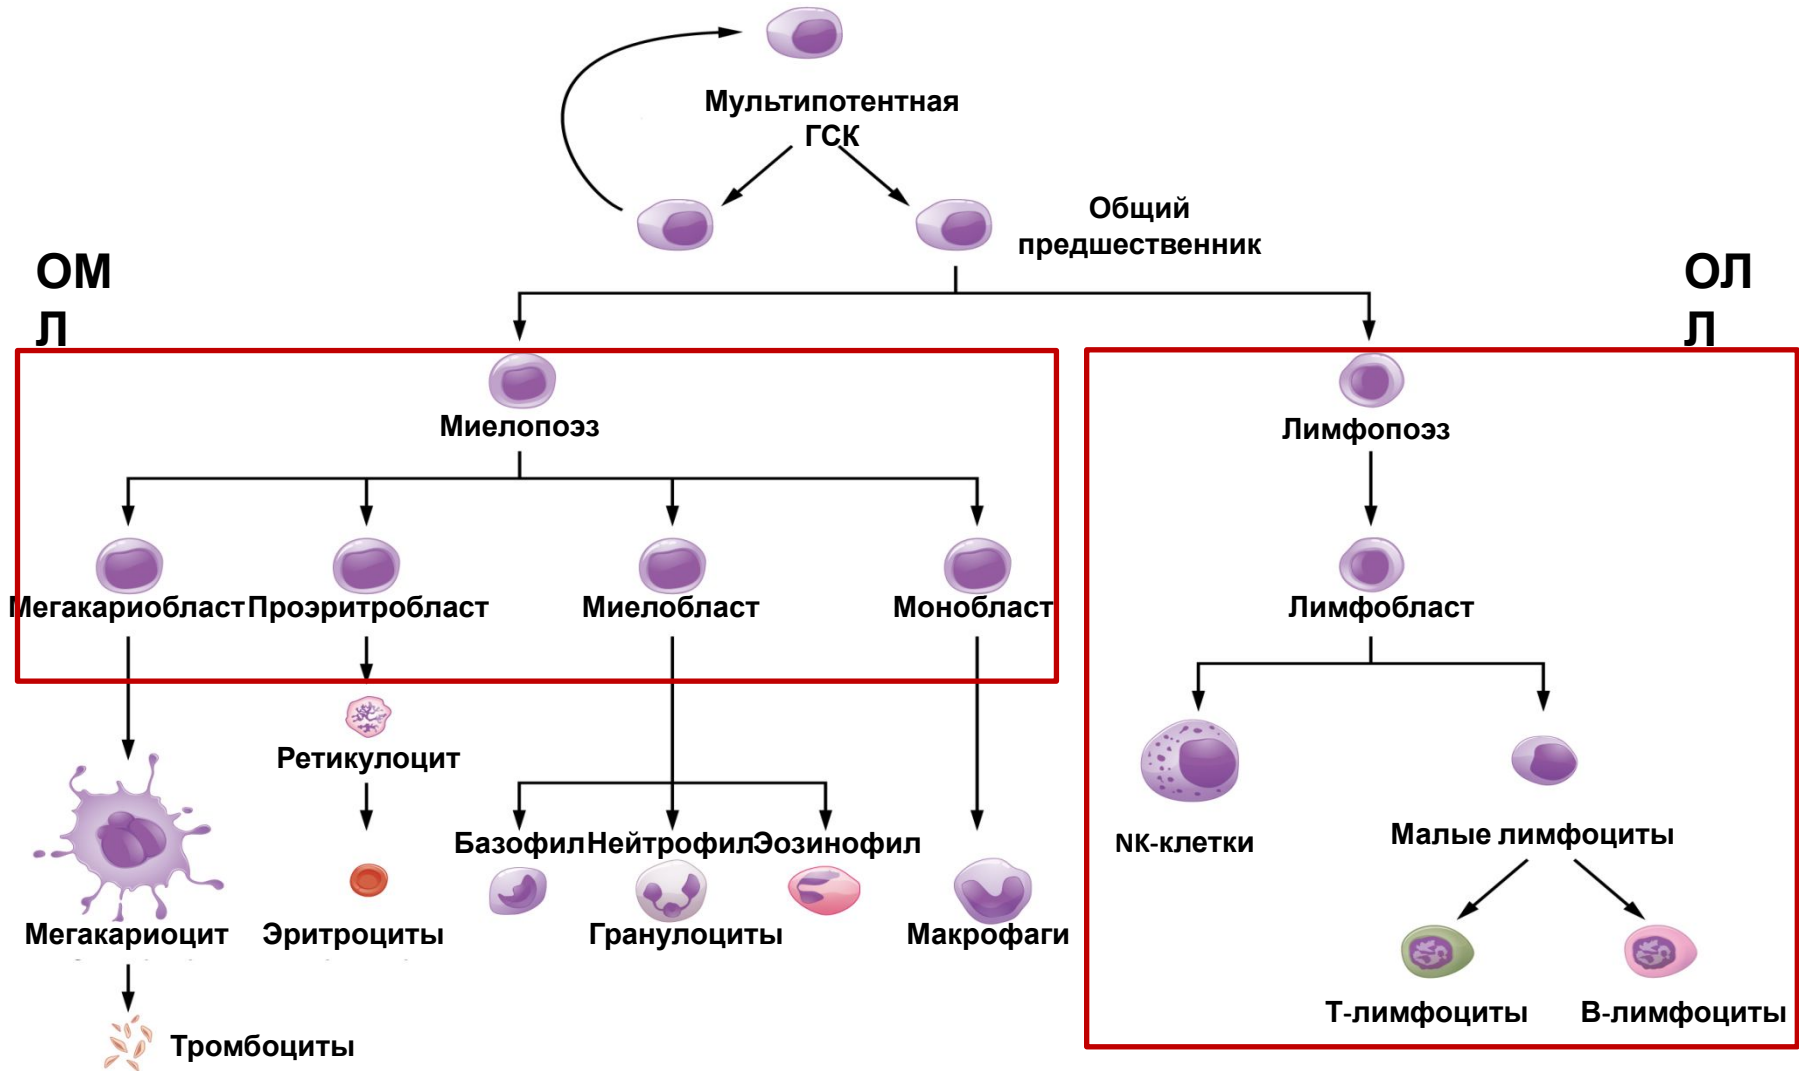 Мультипотентная
ГСК
Общий
предшественник
ОМ
Л
ОЛ
Л
Миелопоэз
Лимфопоэз
Мегакариобласт
Проэритробласт
Миелобласт
Монобласт
Лимфобласт
Ретикулоцит
Базофил
Нейтрофил
Эозинофил
NK-клетки
Малые лимфоциты
Мегакариоцит
Эритроциты
Гранулоциты
Макрофаги
Т-лимфоциты
В-лимфоциты
Тромбоциты